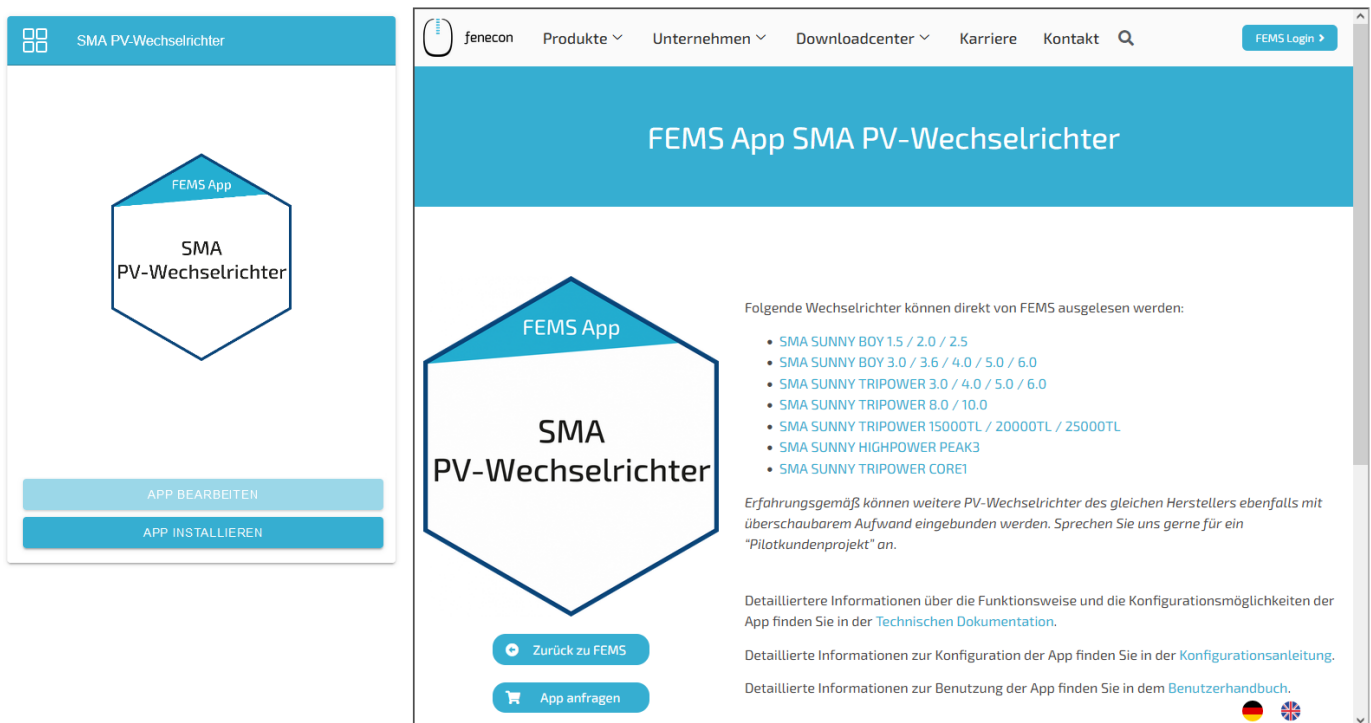 SMA PV-Wechselrichter
FEMS App
SMA
PV-Wechselrichter
APP BEARBEITEN
APP INSTALLIEREN
fenecon
Produkte
Unternehmen
Downloadcenter
Karriere
Kontakt
FEMS Login
FEMS App SMA PV-Wechselrichter
FEMS App
SMA
PV-Wechselrichter
Zurück zu FEMS
App anfragen
Folgende Wechselrichter können direkt von FEMS ausgelesen werden:
SMA SUNNY BOY 1.5 / 2.0 / 2.5
SMA SUNNY BOY 3.0 / 3.6 / 4.0 / 5.0 / 6.0
SMA SUNNY TRIPOWER 3.0 / 4.0 / 5.0 / 6.0
SMA SUNNY TRIPOWER 8.0 / 10.0
SMA SUNNY TRIPOWER 15000TL / 20000TL / 25000TL
SMA SUNNY HIGHPOWER PEAK3
SMA SUNNY TRIPOWER CORE1
Erfahrungsgemäß können weitere PV-Wechselrichter des gleichen Herstellers ebenfalls mit
überschaubarem Aufwand eingebunden werden. Sprechen Sie uns gerne für ein
“Pilotkundenprojekt” an.
Detailliertere Informationen über die Funktionsweise und die Konfigurationsmöglichkeiten der
App finden Sie in der Technischen Dokumentation.
Detaillierte Informationen zur Konfiguration der App finden Sie in der Konfigurationsanleitung.
Detaillierte Informationen zur Benutzung der App finden Sie in dem Benutzerhandbuch.